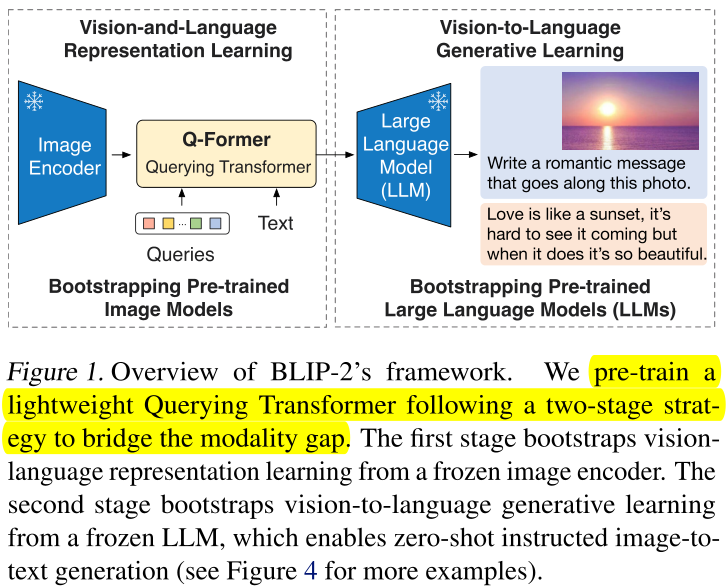 Vision-and-Language
Representation Learning
Vision-to-Language
Generative Learning
Image
Encoder
Q-Former
Querying Transformer
...
Queries
Text
Large
Language
Model
(LLM)
Write a romantic message
that goes along this photo.
Love is like a sunset, it’s
hard to see it coming but
when it does it’s so beautiful.
Bootstrapping Pre-trained
Image Models
Bootstrapping Pre-trained
Large Language Models (LLMs)
Figure 1. Overview of BLIP-2’s framework. We pre-train a
lightweight Querying Transformer following a two-stage strat-
egy to bridge the modality gap. The first stage bootstraps vision-
language representation learning from a frozen image encoder. The
second stage bootstraps vision-to-language generative learning
from a frozen LLM, which enables zero-shot instructed image-to-
text generation (see Figure 4 for more examples).